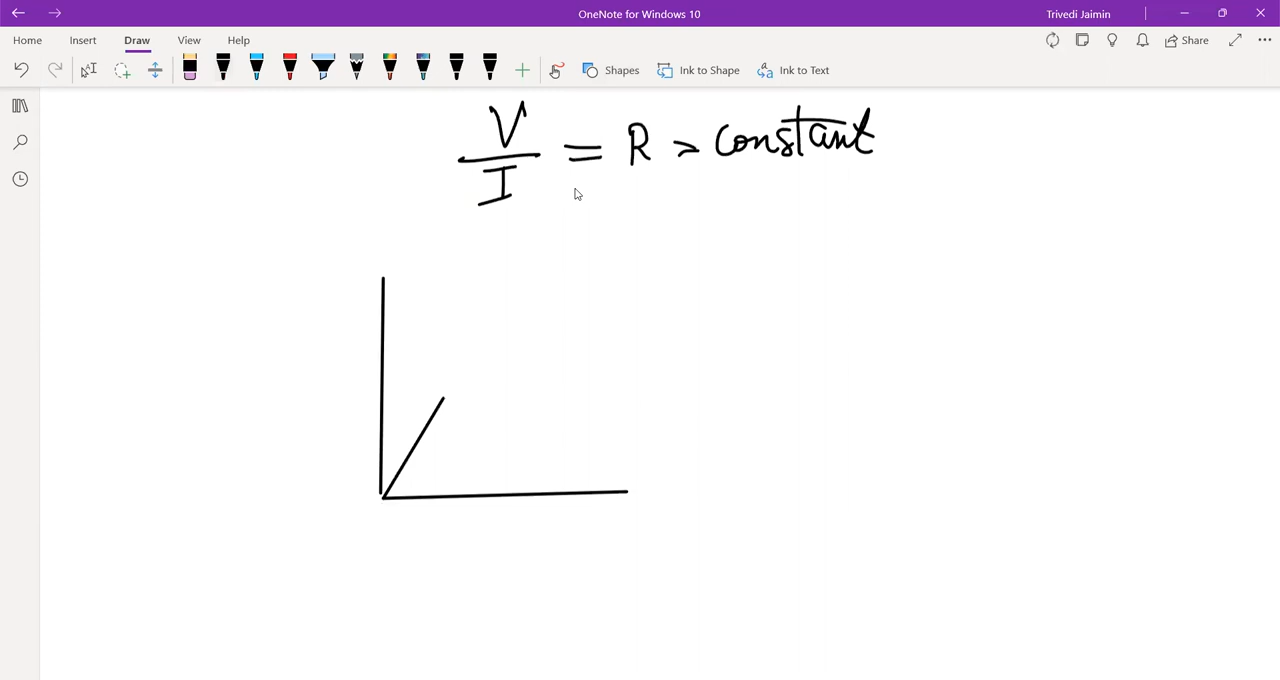 OneNote for Windows 10
Trivedi Jaimin
Home Insert Draw View Help
Share
Shapes
Ink to Shape
Ink to Text
V
I
= R = constant